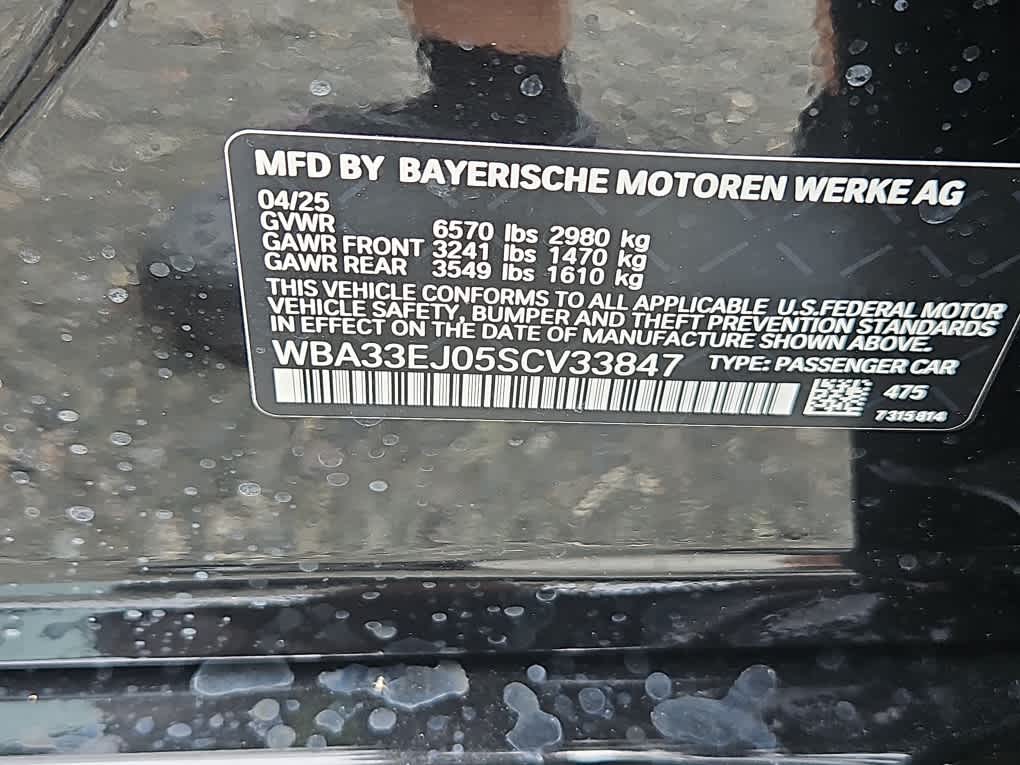 MFD BY BAYERISCHE MOTOREN WERKE AG
04/25
GVWR 6570 lbs 2980 kg
GAWR FRONT 3241 lbs 1470 kg
GAWR REAR 3549 lbs 1610 kg
THIS VEHICLE CONFORMS TO ALL APPLICABLE U.S.FEDERAL MOTOR
VEHICLE SAFETY, BUMPER AND THEFT PREVENTION STANDARDS
IN EFFECT ON THE DATE OF MANUFACTURE SHOWN ABOVE.
WBA33EJ05SCV33847 TYPE: PASSENGER CAR
475
7315814